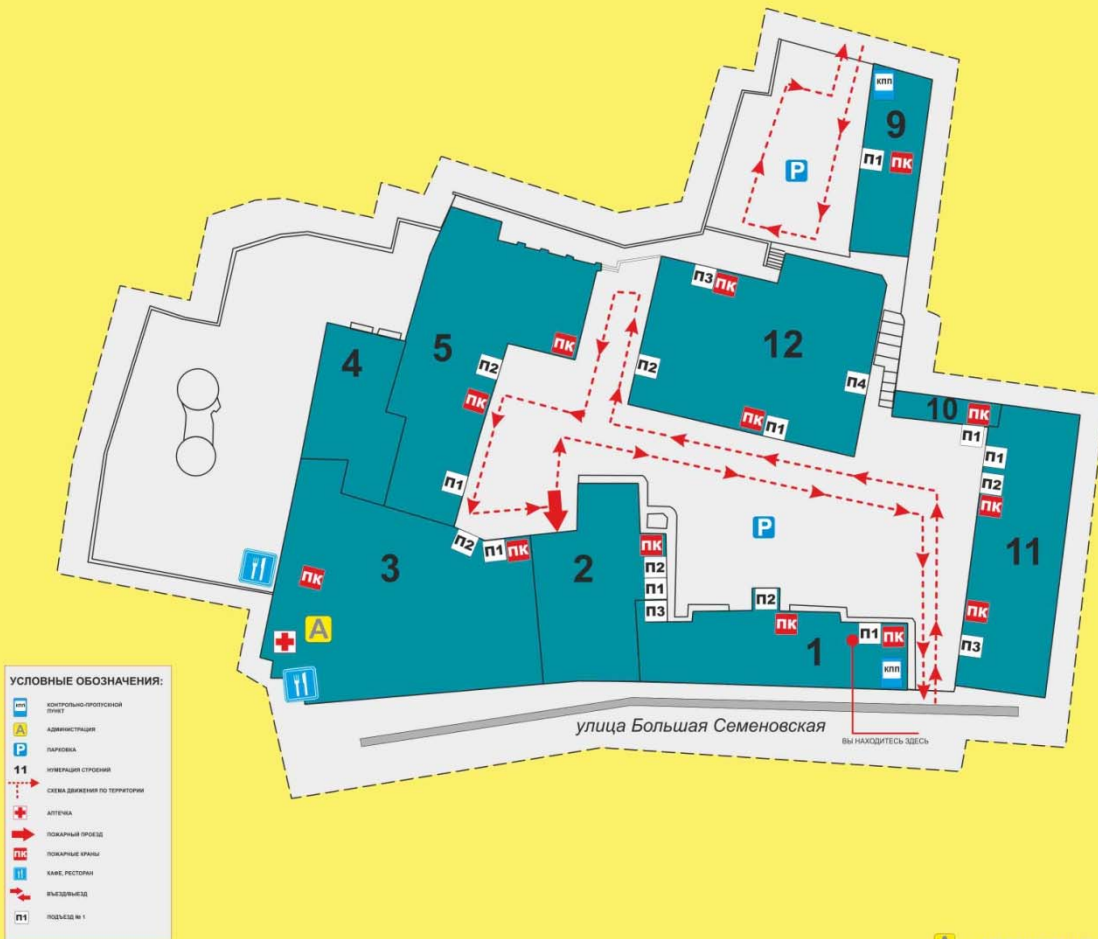 КПП
9
П1 ПК
P
П3 ПК
12
5
ПК
4
П2
П2
П4
ПК
ПК П1
10 ПК
П1
П1
П2
ПК
П1
P
П2
П1 ПК
3
2
ПК
П2
П1
П3
11
ПК
A
П2
ПК
1
П1 ПК
КПП
ПК
П3
улица Большая Семеновская
ВЫ НАХОДИТЕСЬ ЗДЕСЬ
УСЛОВНЫЕ ОБОЗНАЧЕНИЯ:
КПП КОНТРОЛЬНО-ПРОПУСКНОЙ
ПУНКТ
A АДМИНИСТРАЦИЯ
P ПАРКОВКА
11 НУМЕРАЦИЯ СТРОЕНИЙ
СХЕМА ДВИЖЕНИЯ ПО ТЕРРИТОРИИ
АПТЕЧКА
ПОЖАРНЫЙ ПРОЕЗД
ПК ПОЖАРНЫЕ КРАНЫ
КАФЕ, РЕСТОРАН
ВЪЕЗД/ВЫЕЗД
П1 ПОДЪЕЗД № 1